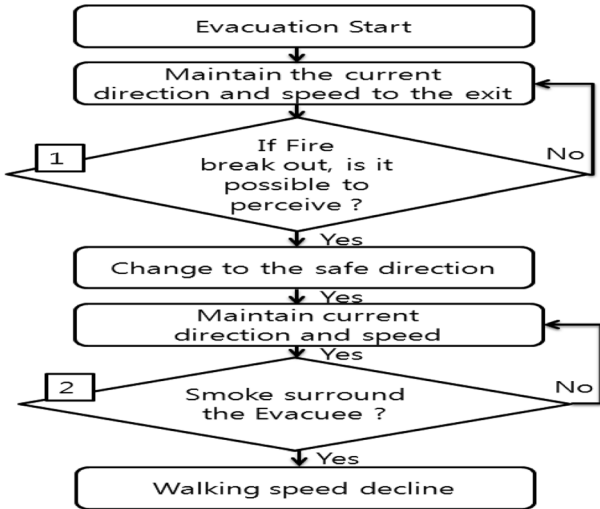 Evacuation Start
Maintain the current
direction and speed to the exit
1
If Fire
break out, is it
possible to
perceive ?
No
Yes
Change to the safe direction
Yes
Maintain current
direction and speed
Yes
2
Smoke surround
the Evacuee ?
No
Yes
Walking speed decline